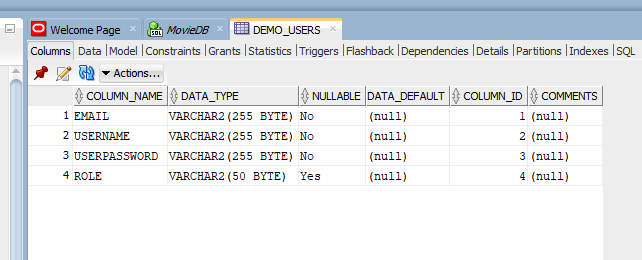 Welcome Page MovieDB DEMO_USERS
Columns Data Model Constraints Grants Statistics Triggers Flashback Dependencies Details Partitions Indexes SQL
Actions...
COLUMN_NAME DATA_TYPE NULLABLE DATA_DEFAULT COLUMN_ID COMMENTS
1 EMAIL VARCHAR2(255 BYTE) No (null) 1 (null)
2 USERNAME VARCHAR2(255 BYTE) No (null) 2 (null)
3 USERPASSWORD VARCHAR2(255 BYTE) No (null) 3 (null)
4 ROLE VARCHAR2(50 BYTE) Yes (null) 4 (null)